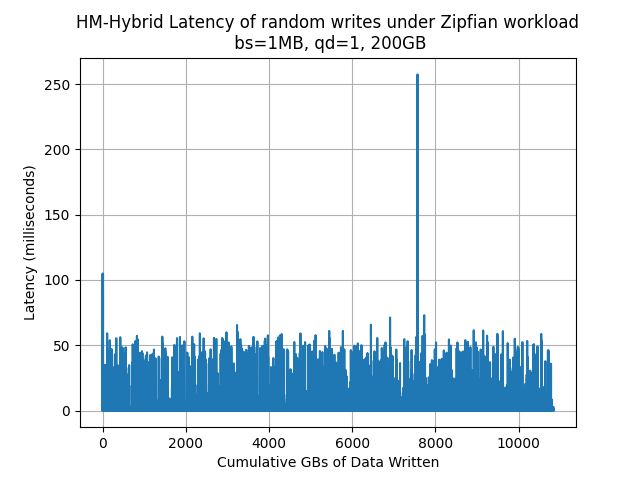 HM-Hybrid Latency of random writes under Zipfian workload
bs=1MB, qd=1, 200GB
250
200
150
100
50
0
Latency (milliseconds)
0 2000 4000 6000 8000 10000
Cumulative GBs of Data Written